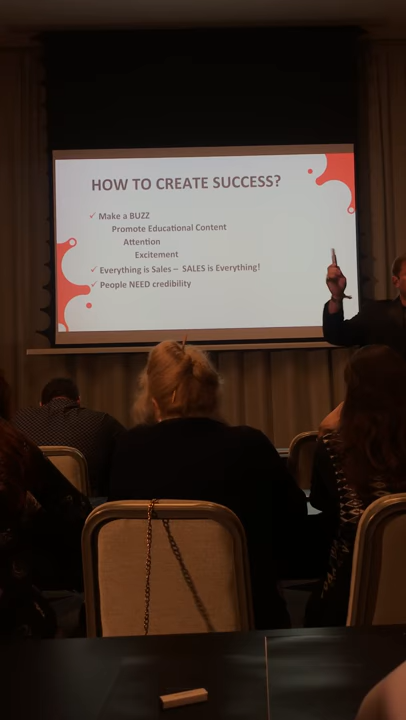 HOW TO CREATE SUCCESS?
✓ Make a BUZZ
Promote Educational Content
Attention
Excitement
✓ Everything is Sales – SALES is Everything!
✓ People NEED credibility